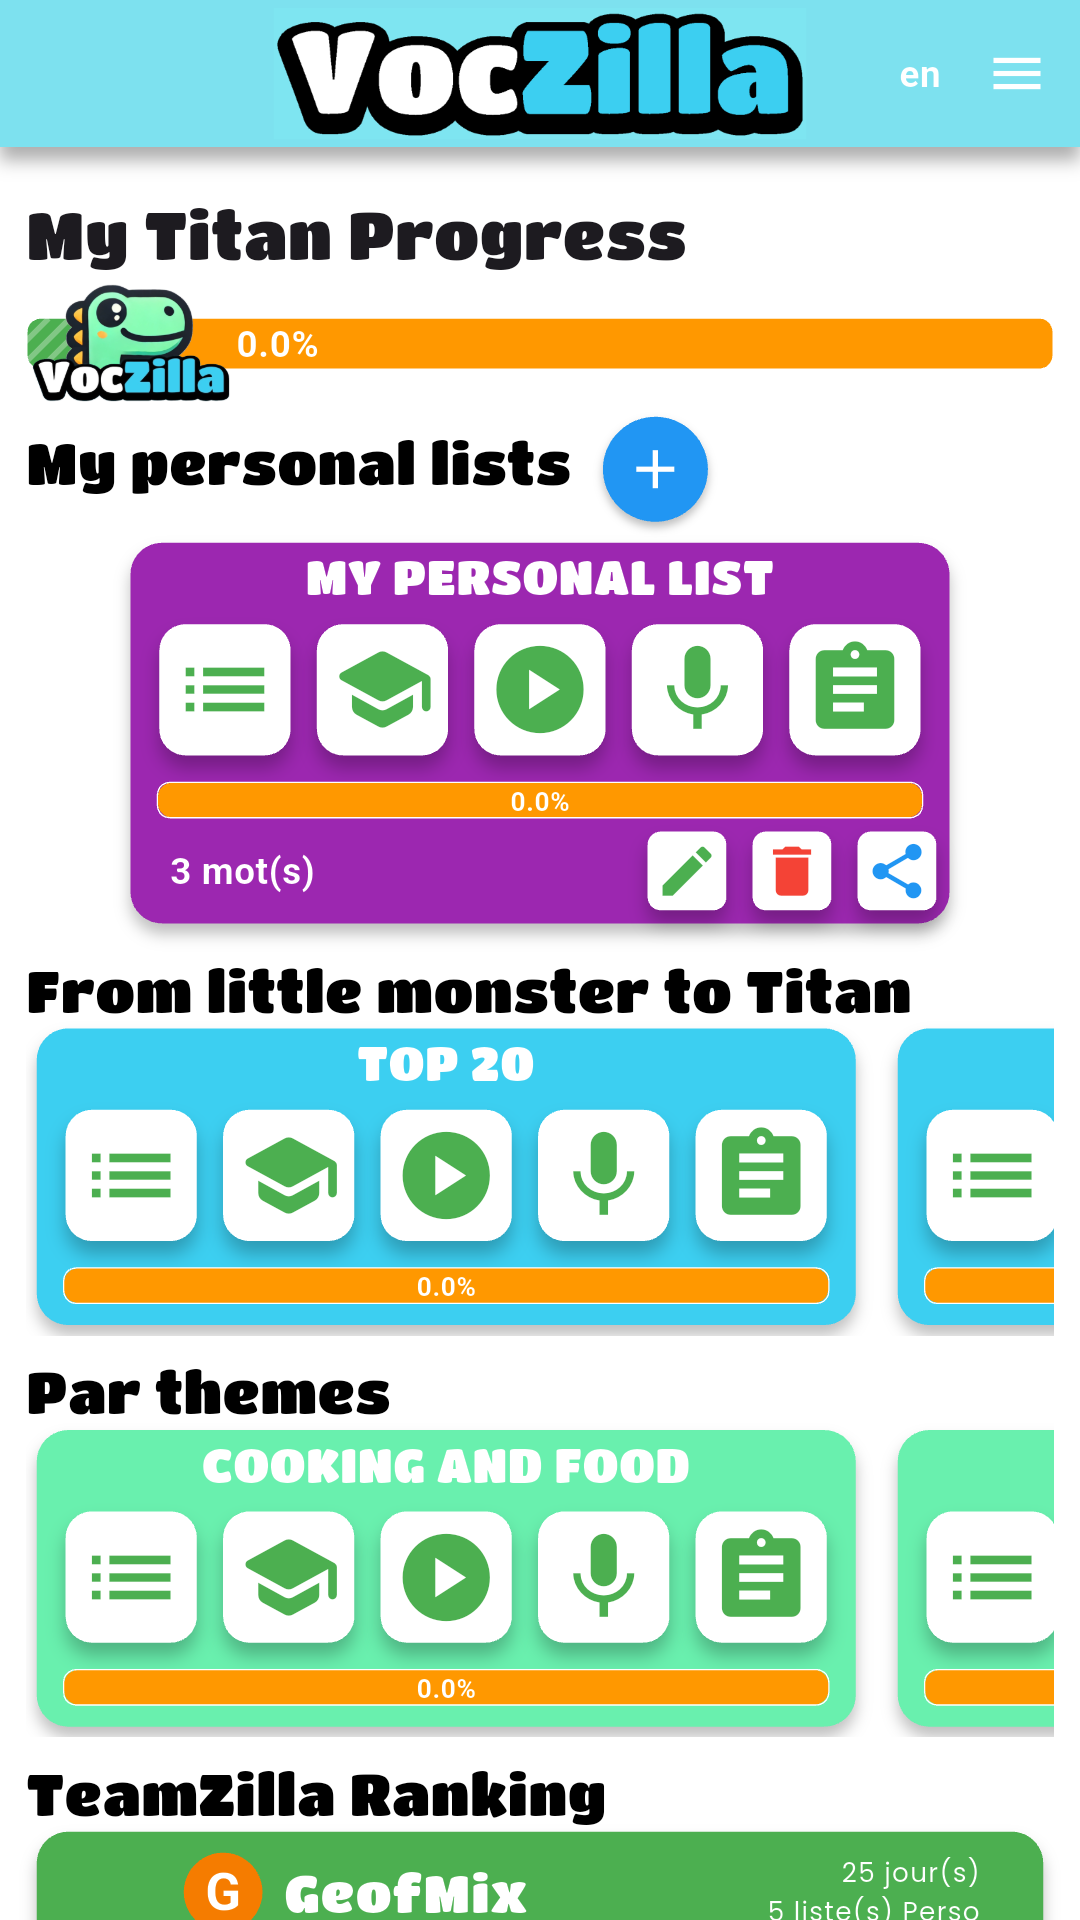 VocZilla
en
My Titan Progress
0.0%
VocZilla
My personal lists
MY PERSONAL LIST
0.0%
3 mot(s)
From little monster to Titan
TOP 20
0.0%
Par themes
COOKING AND FOOD
0.0%
TeamZilla Ranking
G GeofMix
25 jour(s)
5 liste(s) Perso